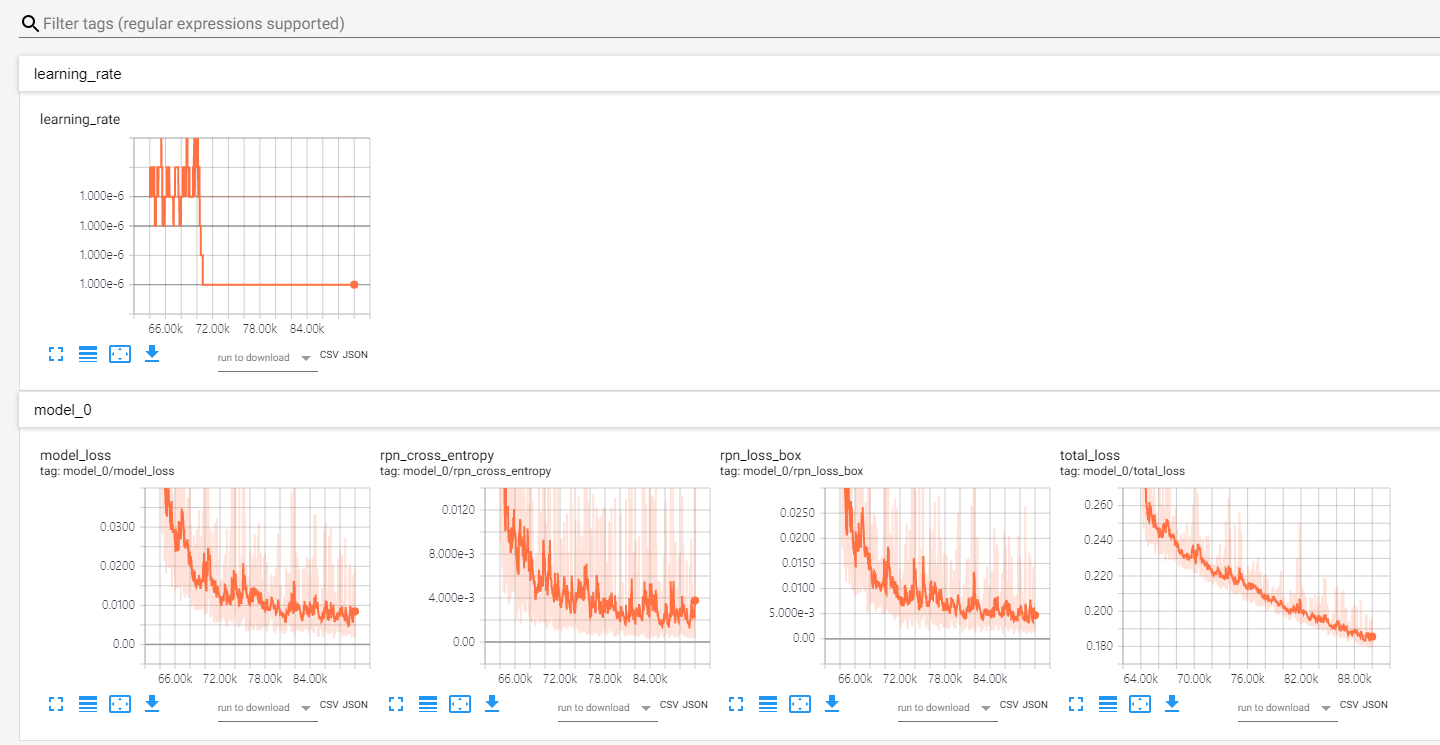 Filter tags (regular expressions supported)
learning_rate
learning_rate
1.000e-6
1.000e-6
1.000e-6
1.000e-6
66.00k 72.00k 78.00k 84.00k
run to download CSV JSON
model_0
model_loss
tag: model_0/model_loss
0.0300
0.0200
0.0100
0.00
66.00k 72.00k 78.00k 84.00k
run to download CSV JSON
rpn_cross_entropy
tag: model_0/rpn_cross_entropy
0.0120
8.000e-3
4.000e-3
0.00
66.00k 72.00k 78.00k 84.00k
run to download CSV JSON
rpn_loss_box
tag: model_0/rpn_loss_box
0.0250
0.0200
0.0150
0.0100
5.000e-3
0.00
66.00k 72.00k 78.00k 84.00k
run to download CSV JSON
total_loss
tag: model_0/total_loss
0.260
0.240
0.220
0.200
0.180
64.00k 70.00k 76.00k 82.00k 88.00k
run to download CSV JSON